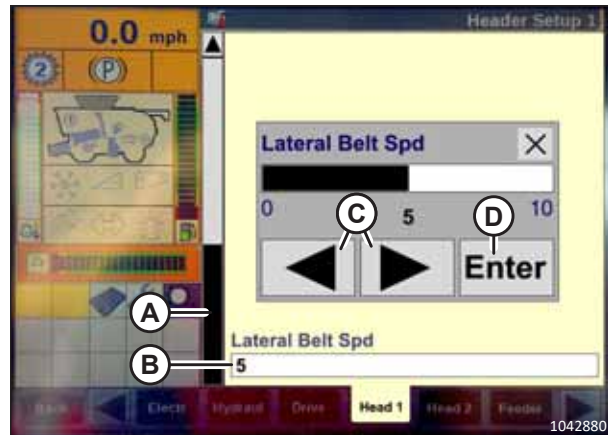 0.0 mph
Header Setup 1
2
(P)
Lateral Belt Spd
0
5
10
C
D
Enter
A
Lateral Belt Spd
B
5
Back
Electr
Hydraul
Drive
Head 1
Head 2
Feeder
1042880